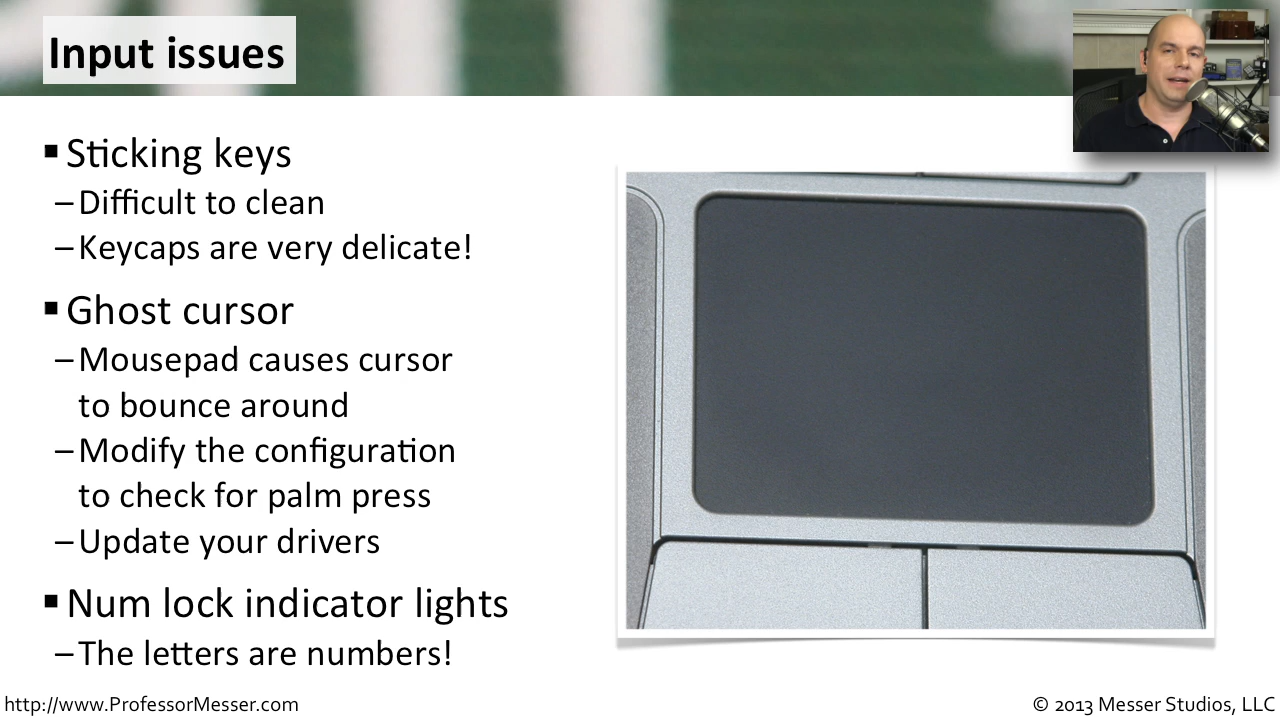 Input issues
▪ Sticking keys
– Difficult to clean
– Keycaps are very delicate!
▪ Ghost cursor
– Mousepad causes cursor
to bounce around
– Modify the configuration
to check for palm press
– Update your drivers
▪ Num lock indicator lights
– The letters are numbers!
http://www.ProfessorMesser.com
© 2013 Messer Studios, LLC